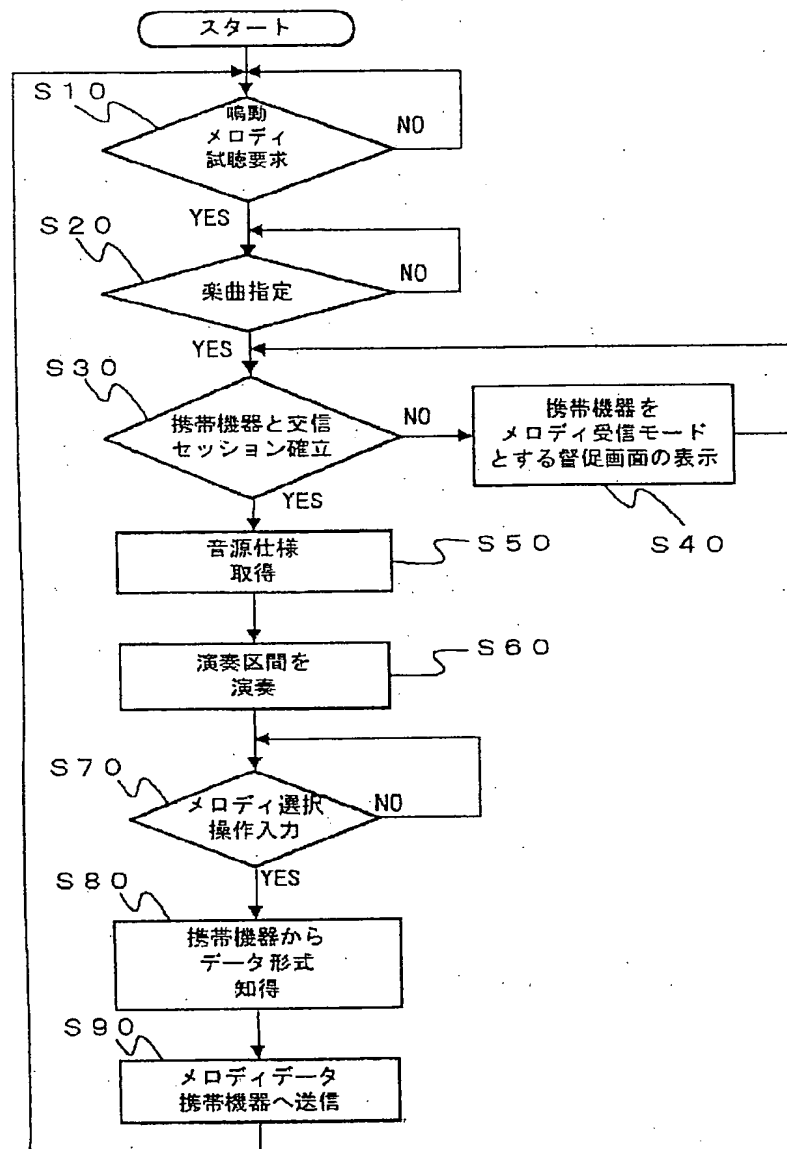 スタート
S10
鳴動
メロディ
試聴要求
NO
YES
S20
楽曲指定
NO
YES
S30
携帯機器と交信
セッション確立
NO
YES
携帯機器を
メロディ受信モード
とする督促画面の表示
S40
音源仕様
取得
S50
演奏区間を
演奏
S60
S70
メロディ選択
操作入力
NO
YES
S80
携帯機器から
データ形式
知得
S90
メロディデータ
携帯機器へ送信